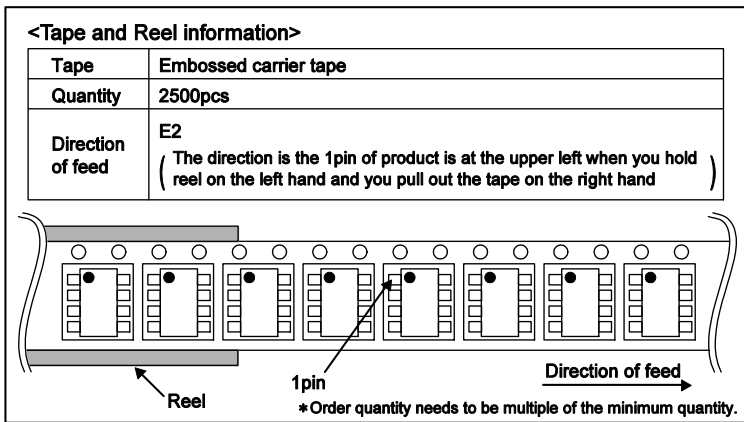 <Tape and Reel information>
Tape Embossed carrier tape
Quantity 2500pcs
Direction of feed E2
( The direction is the 1pin of product is at the upper left when you hold
reel on the left hand and you pull out the tape on the right hand )
1pin
Direction of feed
Reel
*Order quantity needs to be multiple of the minimum quantity.